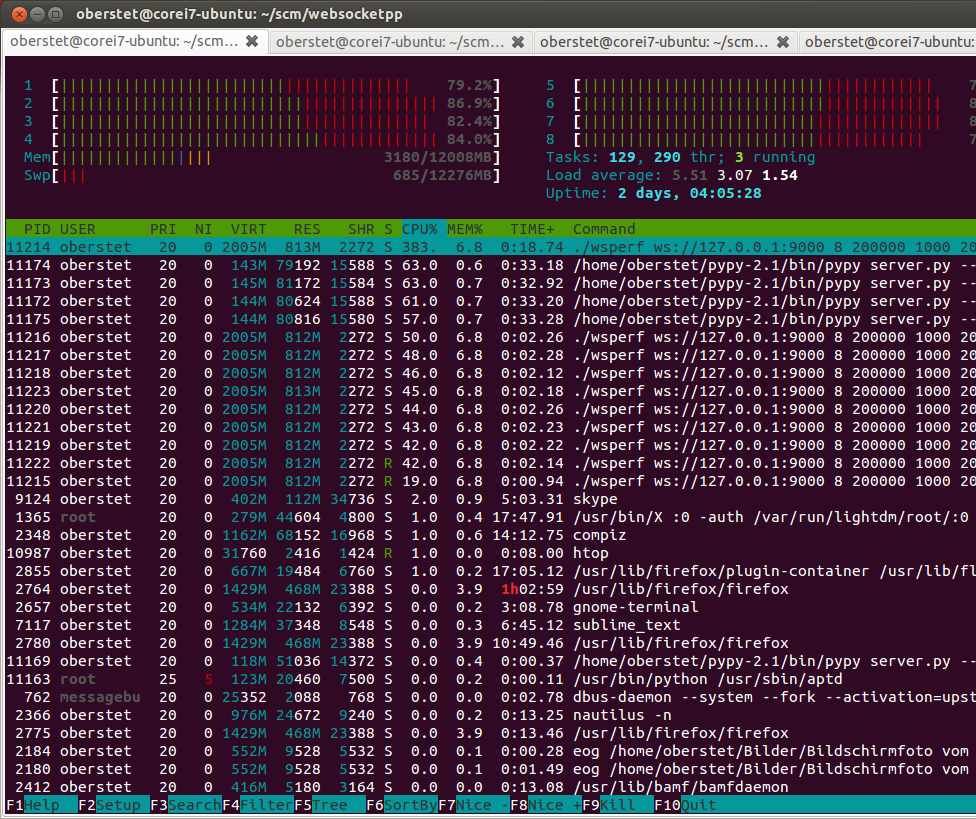 oberstet@corei7-ubuntu: ~/scm/websocketpp
oberstet@corei7-ubuntu: ~/scm... oberstet@corei7-ubuntu: ~/scm... oberstet@corei7-ubuntu: ~/scm... oberstet@corei7-ubuntu:
1 [ 79.2%] 5 [ 7
2 [ 86.9%] 6 [ 8
3 [ 82.4%] 7 [ 8
4 [ 84.0%] 8 [ 7
Mem[ 3180/12008MB] Tasks: 129, 290 thr; 3 running
Swp[ 685/12276MB] Load average: 5.51 3.07 1.54
Uptime: 2 days, 04:05:28
PID USER PRI NI VIRT RES SHR S CPU% MEM% TIME+ Command
11214 oberstet 20 0 2005M 813M 2272 S 383. 6.8 0:18.74 ./wsperf ws://127.0.0.1:9000 8 200000 1000 20
11174 oberstet 20 0 143M 79192 15588 S 63.0 0.6 0:33.18 /home/oberstet/pypy-2.1/bin/pypy server.py --
11173 oberstet 20 0 145M 81172 15584 S 63.0 0.7 0:32.92 /home/oberstet/pypy-2.1/bin/pypy server.py --
11172 oberstet 20 0 144M 80624 15588 S 61.0 0.7 0:33.20 /home/oberstet/pypy-2.1/bin/pypy server.py --
11175 oberstet 20 0 144M 80816 15580 S 57.0 0.7 0:33.28 /home/oberstet/pypy-2.1/bin/pypy server.py --
11216 oberstet 20 0 2005M 812M 2272 S 50.0 6.8 0:02.26 ./wsperf ws://127.0.0.1:9000 8 200000 1000 20
11217 oberstet 20 0 2005M 812M 2272 S 48.0 6.8 0:02.28 ./wsperf ws://127.0.0.1:9000 8 200000 1000 20
11218 oberstet 20 0 2005M 812M 2272 S 46.0 6.8 0:02.12 ./wsperf ws://127.0.0.1:9000 8 200000 1000 20
11223 oberstet 20 0 2005M 813M 2272 S 45.0 6.8 0:02.18 ./wsperf ws://127.0.0.1:9000 8 200000 1000 20
11220 oberstet 20 0 2005M 812M 2272 S 44.0 6.8 0:02.26 ./wsperf ws://127.0.0.1:9000 8 200000 1000 20
11221 oberstet 20 0 2005M 812M 2272 S 43.0 6.8 0:02.23 ./wsperf ws://127.0.0.1:9000 8 200000 1000 20
11219 oberstet 20 0 2005M 812M 2272 S 42.0 6.8 0:02.22 ./wsperf ws://127.0.0.1:9000 8 200000 1000 20
11222 oberstet 20 0 2005M 812M 2272 R 42.0 6.8 0:02.14 ./wsperf ws://127.0.0.1:9000 8 200000 1000 20
11215 oberstet 20 0 2005M 812M 2272 R 19.0 6.8 0:00.94 ./wsperf ws://127.0.0.1:9000 8 200000 1000 20
9124 oberstet 20 0 402M 112M 34736 S 2.0 0.9 5:03.31 skype
1365 root 20 0 279M 44604 4800 S 1.0 0.4 17:47.91 /usr/bin/X :0 -auth /var/run/lightdm/root/:0
2348 oberstet 20 0 1162M 68152 16968 S 1.0 0.6 14:12.75 compiz
10987 oberstet 20 0 31760 2416 1424 R 1.0 0.0 0:08.00 htop
2855 oberstet 20 0 667M 19484 6760 S 1.0 0.2 17:05.12 /usr/lib/firefox/plugin-container /usr/lib/fl
2764 oberstet 20 0 1429M 468M 23388 S 0.0 3.9 1h02:59 /usr/lib/firefox/firefox
2657 oberstet 20 0 534M 22132 6392 S 0.0 0.2 3:08.78 gnome-terminal
7117 oberstet 20 0 1284M 37348 8548 S 0.0 0.3 6:45.12 sublime_text
2780 oberstet 20 0 1429M 468M 23388 S 0.0 3.9 10:49.46 /usr/lib/firefox/firefox
11169 oberstet 20 0 118M 51036 14372 S 0.0 0.4 0:00.37 /home/oberstet/pypy-2.1/bin/pypy server.py --
11163 root 25 5 123M 20460 7500 S 0.0 0.2 0:00.11 /usr/bin/python /usr/sbin/aptd
762 messagebu 20 0 25352 2088 768 S 0.0 0.0 0:02.78 dbus-daemon --system --fork --activation=upst
2366 oberstet 20 0 976M 24672 9240 S 0.0 0.2 0:13.25 nautilus -n
2775 oberstet 20 0 1429M 468M 23388 S 0.0 3.9 0:13.46 /usr/lib/firefox/firefox
2184 oberstet 20 0 552M 9528 5532 S 0.0 0.1 0:00.28 eog /home/oberstet/Bilder/Bildschirmfoto vom
2180 oberstet 20 0 552M 9528 5532 S 0.0 0.1 0:01.49 eog /home/oberstet/Bilder/Bildschirmfoto vom
2412 oberstet 20 0 416M 5180 3164 S 0.0 0.0 0:13.08 /usr/lib/bamf/bamfdaemon
F1Help F2Setup F3SearchF4FilterF5Tree F6SortByF7Nice -F8Nice +F9Kill F10Quit